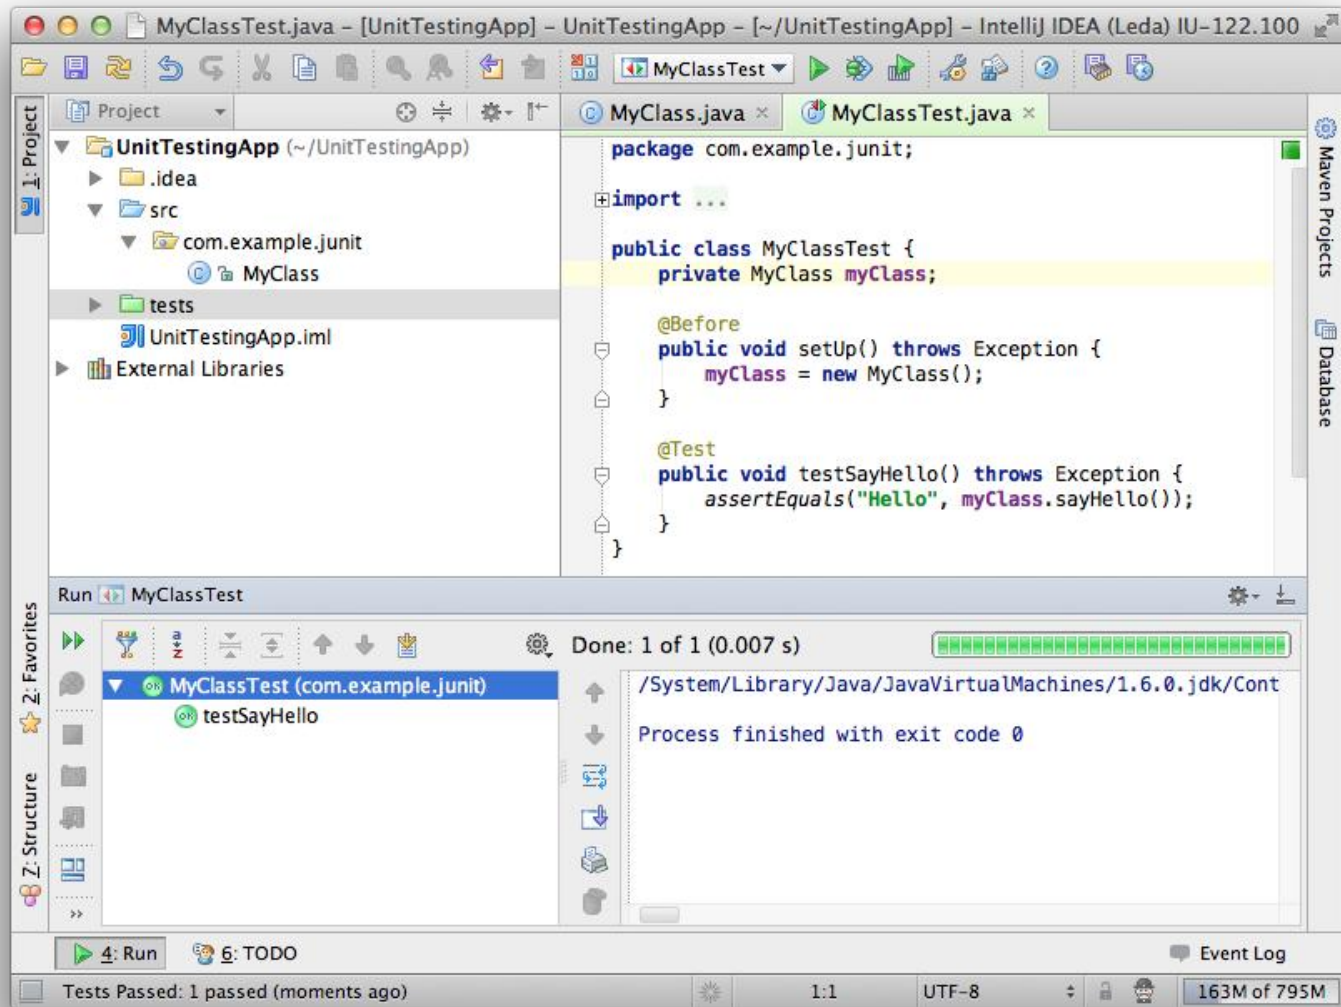 MyClassTest.java – [UnitTestingApp] – UnitTestingApp – [~/UnitTestingApp] – IntelliJ IDEA (Leda) IU-122.100
MyClassTest
1: Project
Project
UnitTestingApp (~/UnitTestingApp)
.idea
src
com.example.junit
MyClass
tests
UnitTestingApp.iml
External Libraries
MyClass.java
MyClassTest.java
package com.example.junit;
import ...
public class MyClassTest {
private MyClass myClass;
@Before
public void setUp() throws Exception {
myClass = new MyClass();
}
@Test
public void testSayHello() throws Exception {
assertEquals("Hello", myClass.sayHello());
}
}
Maven Projects
Database
Run MyClassTest
2: Favorites
Z: Structure
Done: 1 of 1 (0.007 s)
MyClassTest (com.example.junit)
testSayHello
/System/Library/Java/JavaVirtualMachines/1.6.0.jdk/Cont
Process finished with exit code 0
4: Run
6: TODO
Event Log
Tests Passed: 1 passed (moments ago)
1:1
UTF-8
163M of 795M